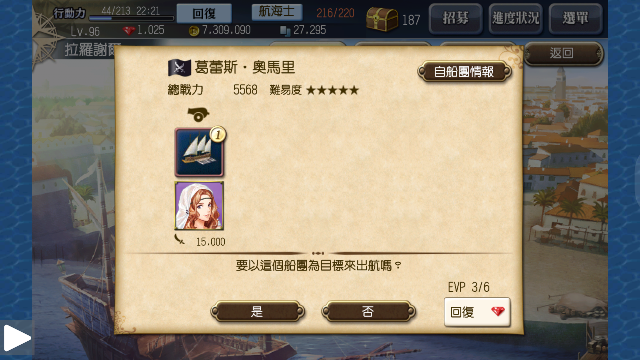 行動力 44/213 22:21 回復 航海士 216/220 187 招募 進度狀況 選單
Lv.96 1.025 7.309.090 27.295
拉羅謝爾 返回
葛蕾斯・奧馬里 自船團情報
總戰力 5568 難易度 ★★★★★
1
15.000
要以這個船團為目標來出航嗎?
EVP 3/6
是 否 回復